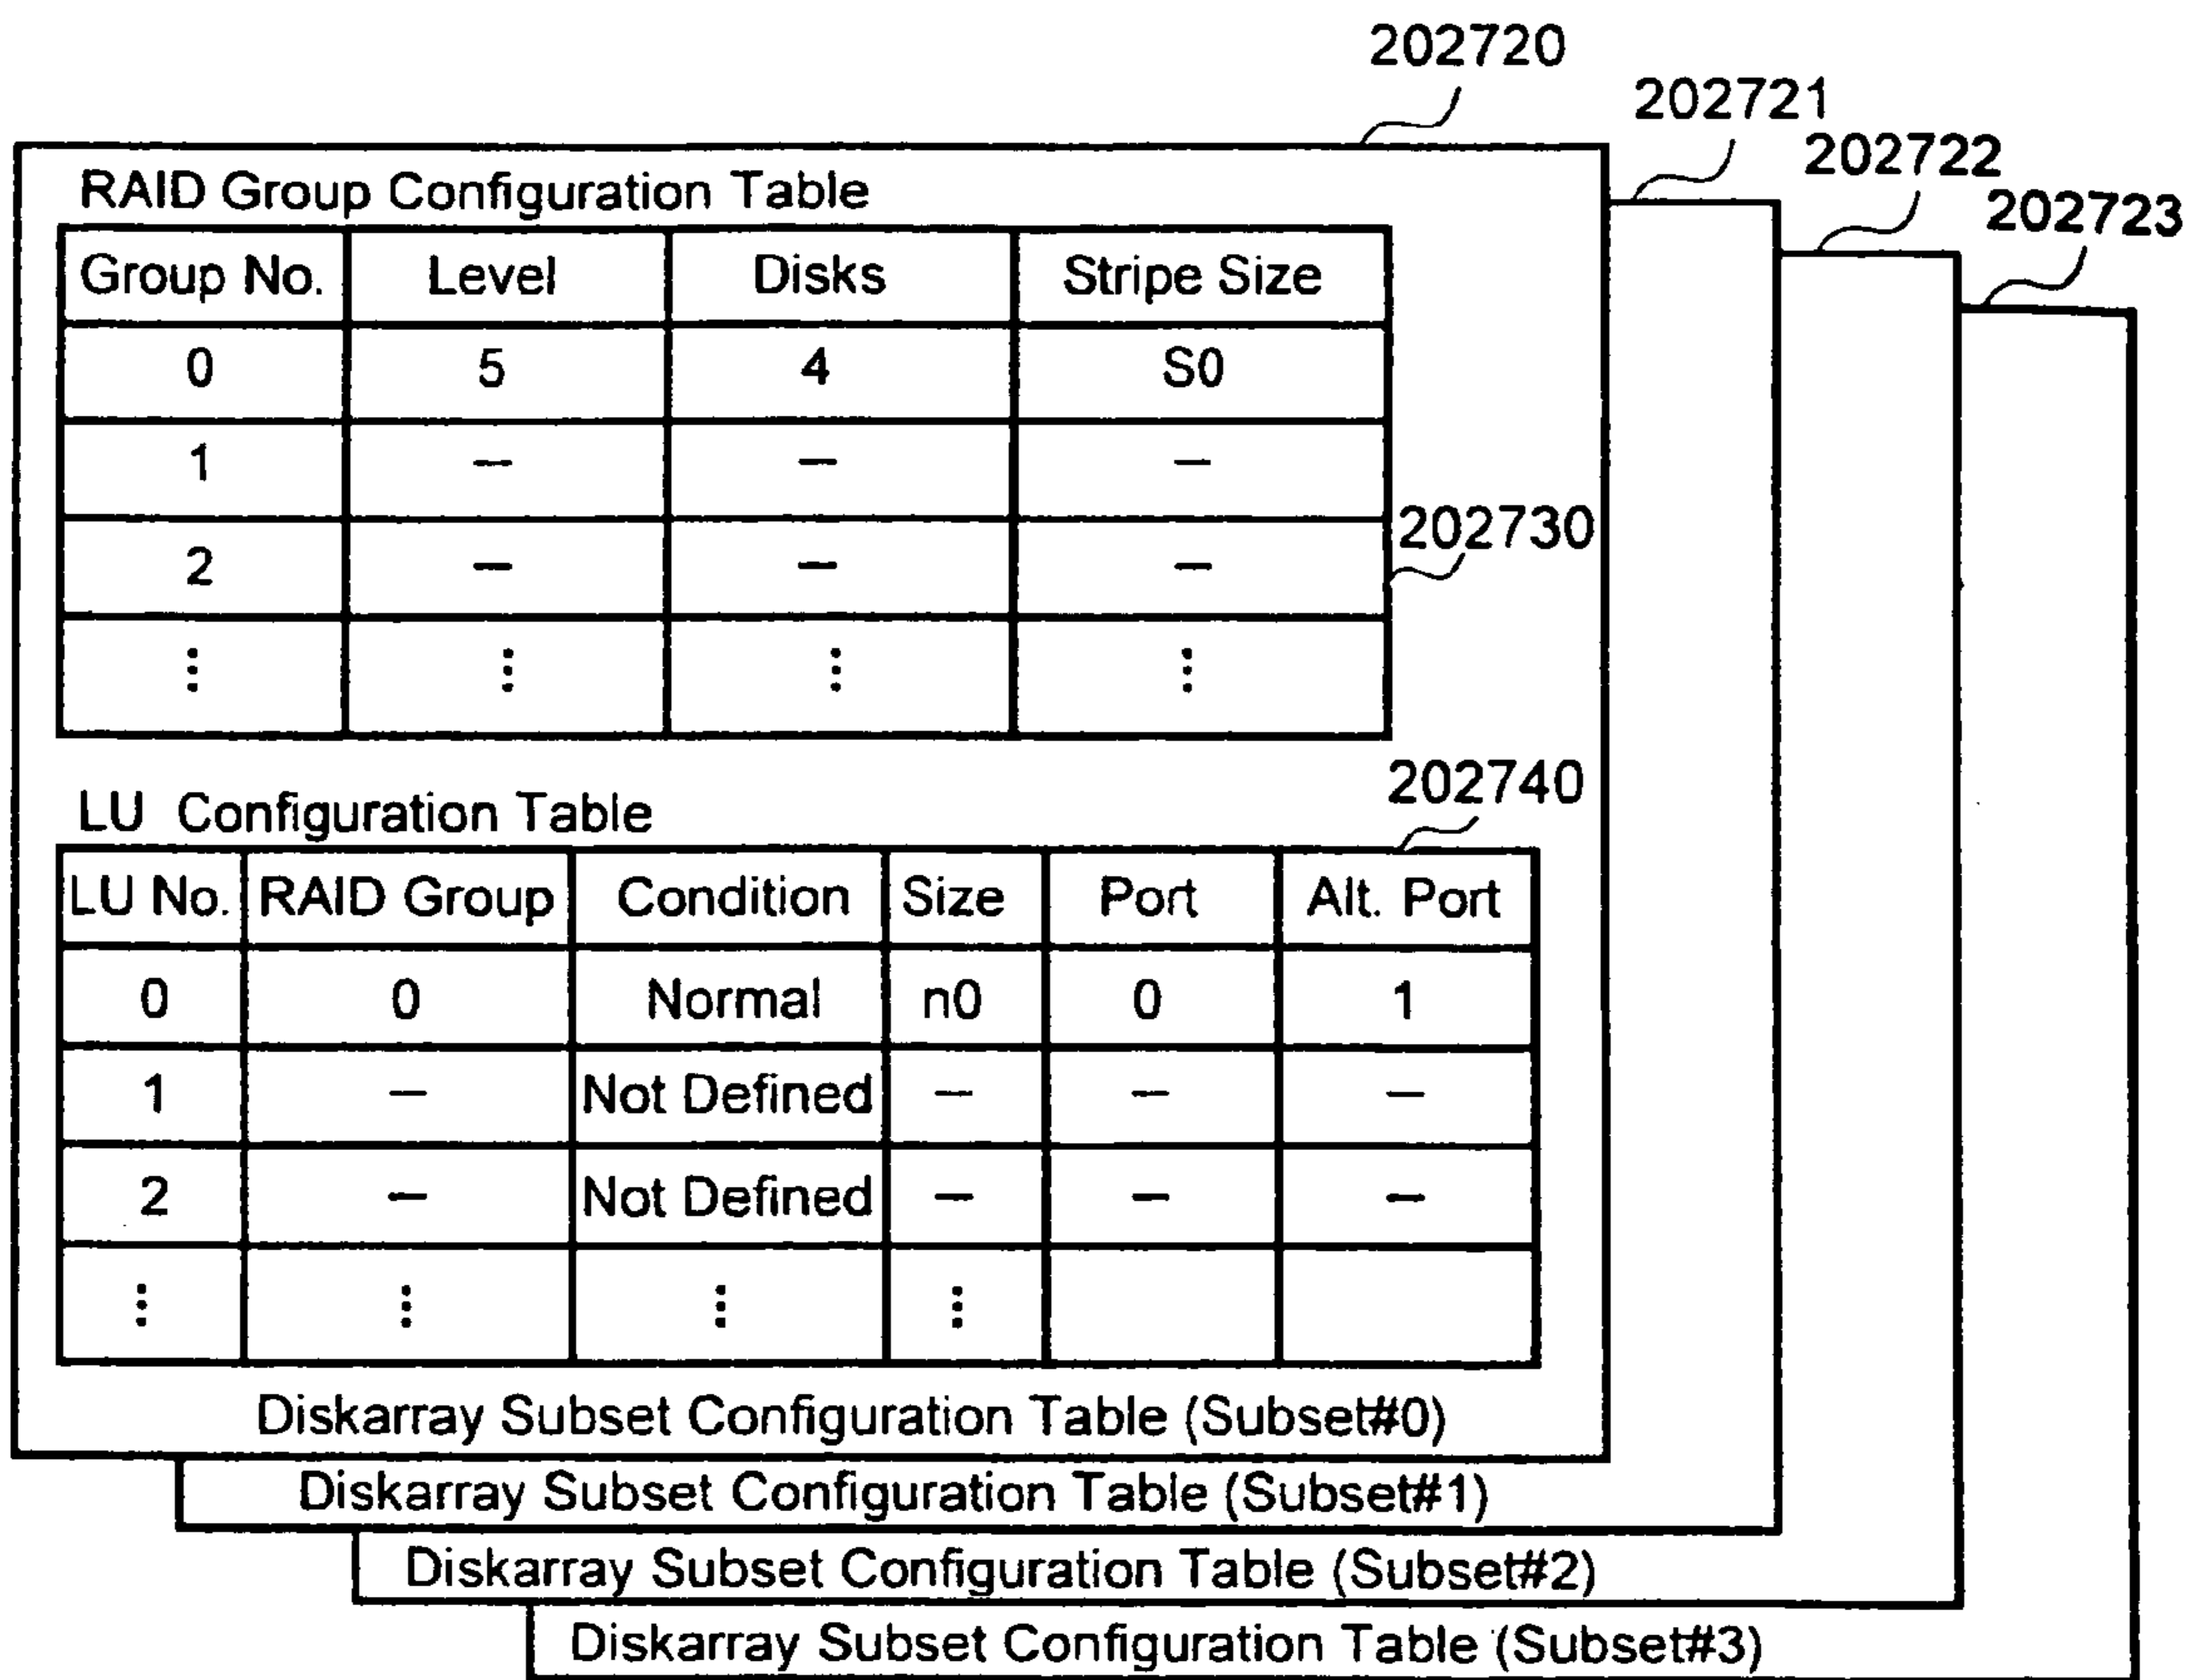 202720
202721
202722
202723
RAID Group Configuration Table
Group No. Level Disks Stripe Size
0 5 4 S0
1 – – –
2 – – –
⋮ ⋮ ⋮ ⋮
202730
LU Configuration Table
202740
LU No. RAID Group Condition Size Port Alt. Port
0 0 Normal n0 0 1
1 – Not Defined – – –
2 – Not Defined – – –
⋮ ⋮ ⋮ ⋮
Diskarray Subset Configuration Table (Subset#0)
Diskarray Subset Configuration Table (Subset#1)
Diskarray Subset Configuration Table (Subset#2)
Diskarray Subset Configuration Table (Subset#3)